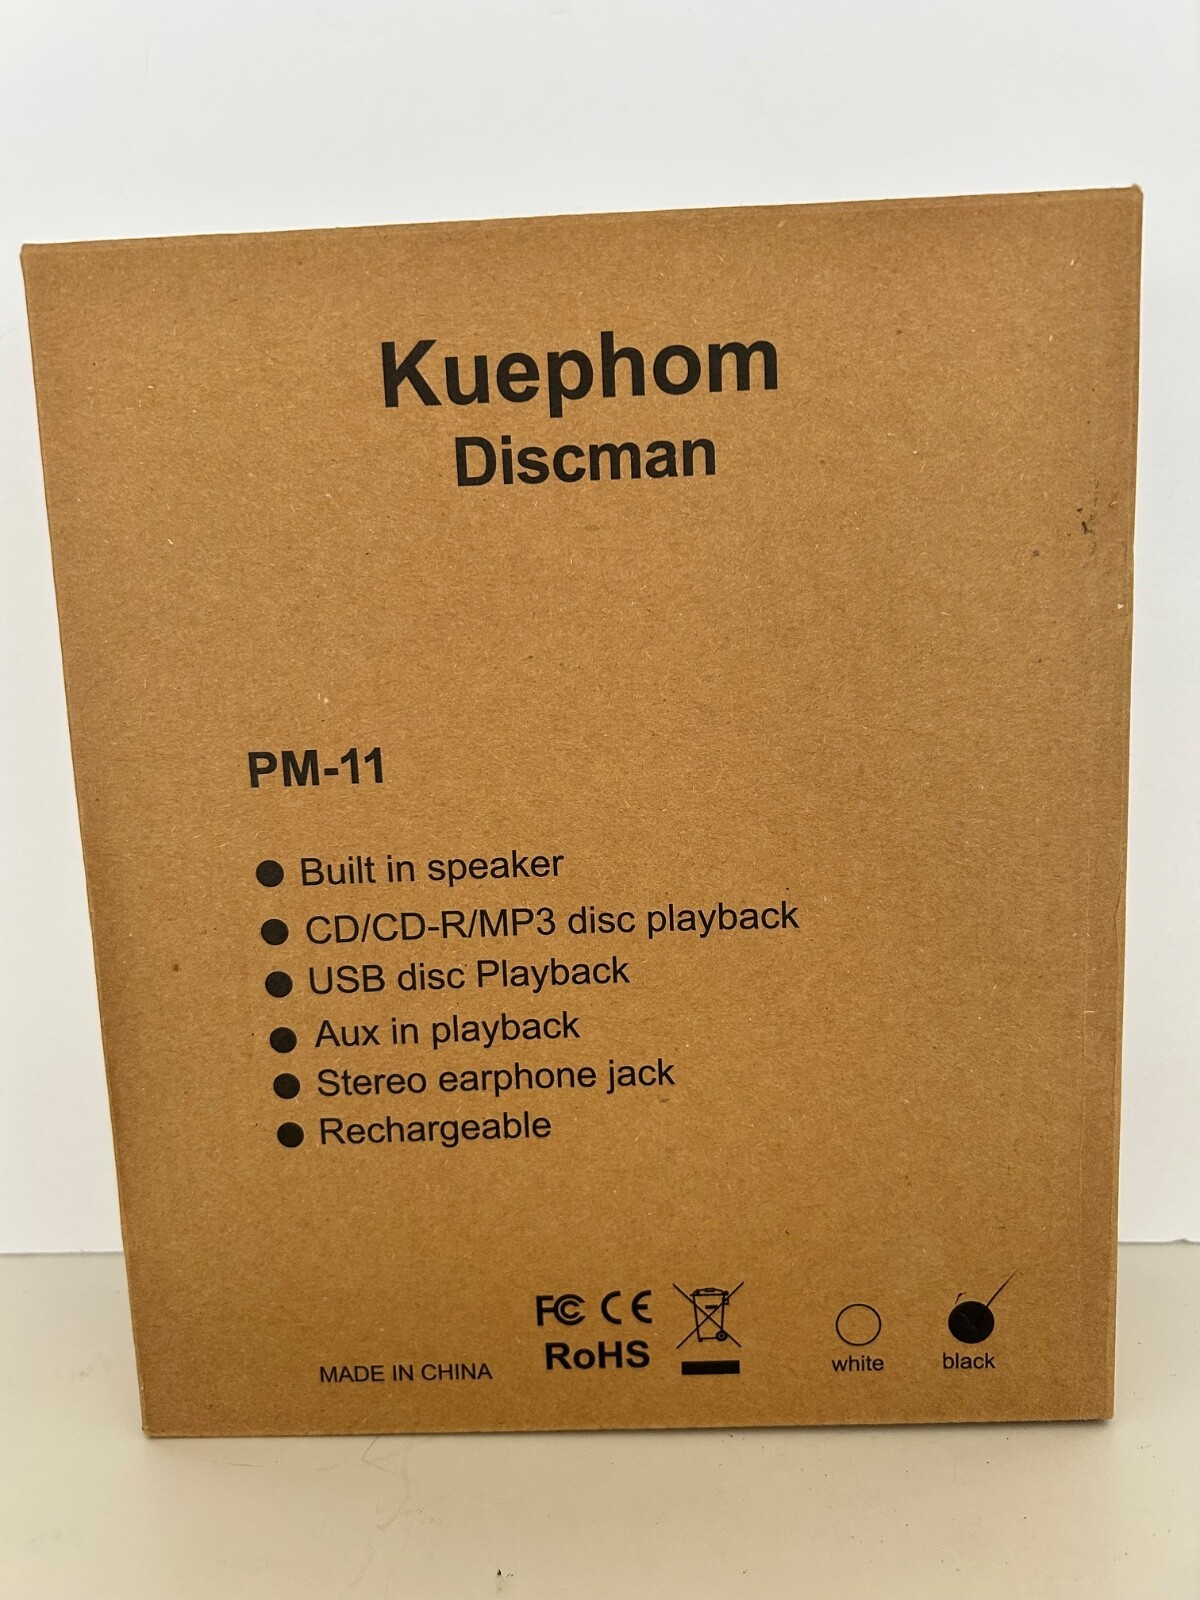 Kuephom
Discman
PM-11
● Built in speaker
● CD/CD-R/MP3 disc playback
● USB disc Playback
● Aux in playback
● Stereo earphone jack
● Rechargeable
FC CE
RoHS
MADE IN CHINA
white
black